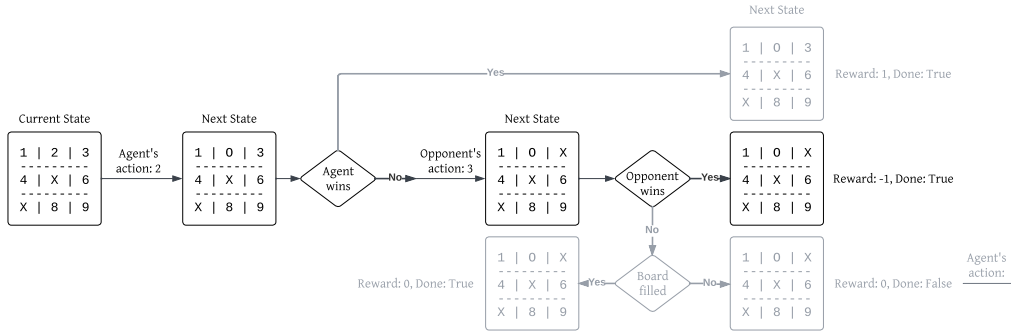 Next State
1 | O | 3
- - - - - - - - -
4 | X | 6
- - - - - - - - -
X | 8 | 9
Reward: 1, Done: True
Yes
Current State
1 | 2 | 3
- - - - - - - - -
4 | X | 6
- - - - - - - - -
X | 8 | 9
Agent's
action: 2
Next State
1 | O | 3
- - - - - - - - -
4 | X | 6
- - - - - - - - -
X | 8 | 9
Agent
wins
No
Opponent's
action: 3
Next State
1 | O | X
- - - - - - - - -
4 | X | 6
- - - - - - - - -
X | 8 | 9
Opponent
wins
Yes
1 | O | X
- - - - - - - - -
4 | X | 6
- - - - - - - - -
X | 8 | 9
Reward: -1, Done: True
No
Reward: 0, Done: True
1 | O | X
- - - - - - - - -
4 | X | 6
- - - - - - - - -
X | 8 | 9
Yes
Board
filled
No
1 | O | X
- - - - - - - - -
4 | X | 6
- - - - - - - - -
X | 8 | 9
Reward: 0, Done: False
Agent's
action: